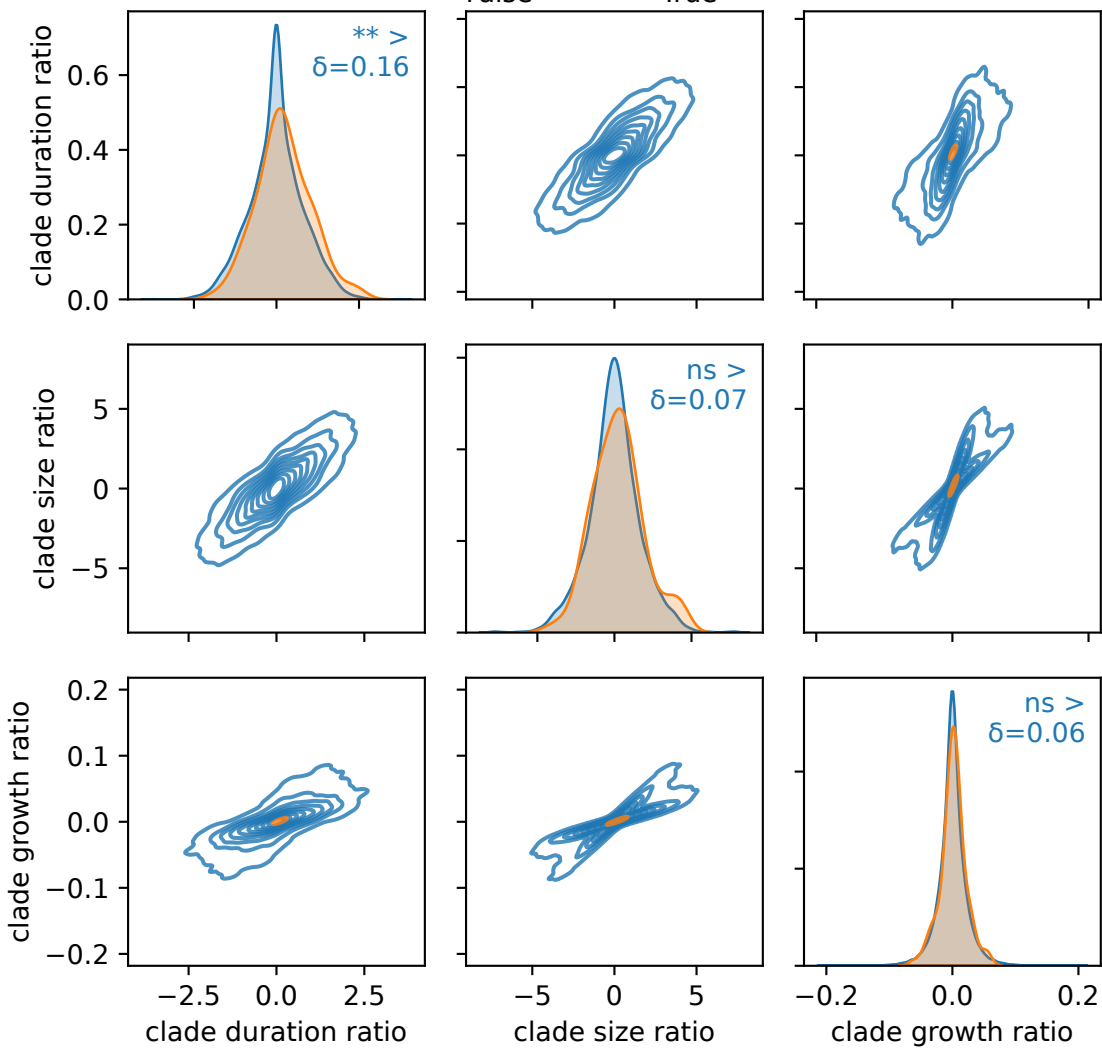 True
** >
δ=0.16
clade duration ratio
0.6
0.4
0.2
0.0
ns >
δ=0.07
clade size ratio
5
0
−5
ns >
δ=0.06
clade growth ratio
0.2
0.1
0.0
−0.1
−0.2
−2.5 0.0 2.5
−5 0 5
−0.2 0.0 0.2
clade duration ratio
clade size ratio
clade growth ratio